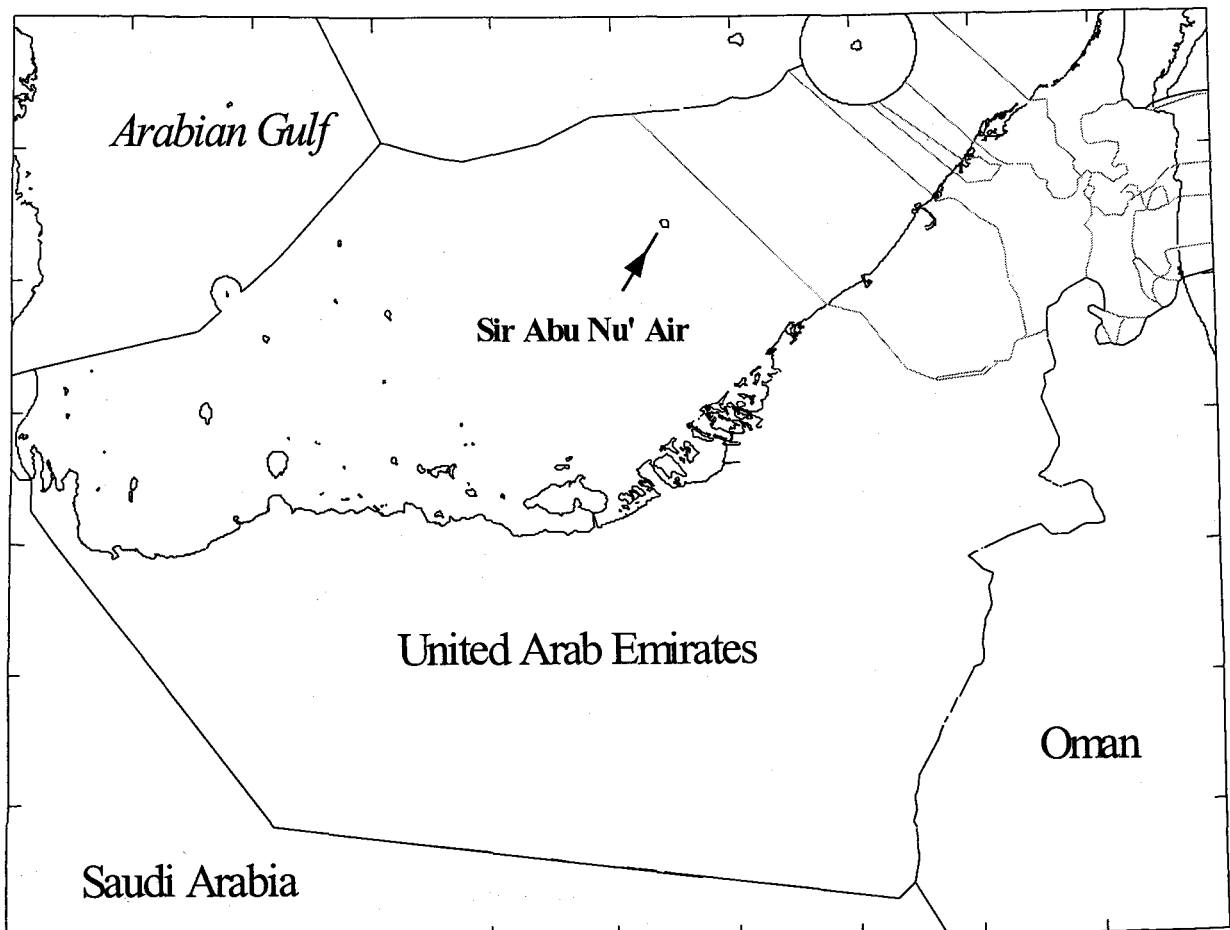 Arabian Gulf
Sir Abu Nu' Air
United Arab Emirates
Oman
Saudi Arabia